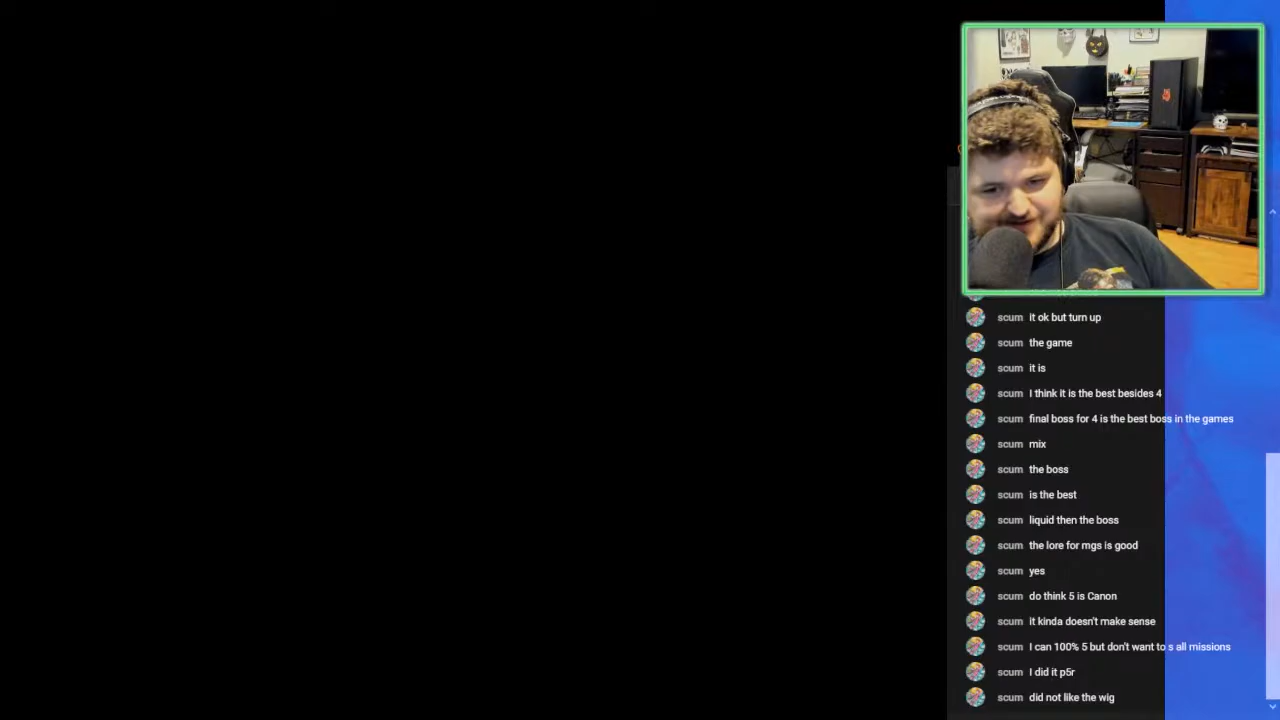 scum it ok but turn up
scum the game
scum it is
scum I think it is the best besides 4
scum final boss for 4 is the best boss in the games
scum mix
scum the boss
scum is the best
scum liquid then the boss
scum the lore for mgs is good
scum yes
scum do think 5 is Canon
scum it kinda doesn't make sense
scum I can 100% 5 but don't want to s all missions
scum I did it p5r
scum did not like the wig